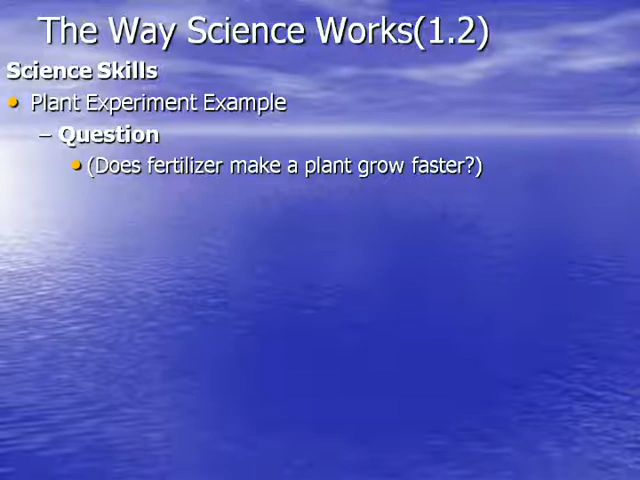 The Way Science Works(1.2)
Science Skills
• Plant Experiment Example
– Question
• (Does fertilizer make a plant grow faster?)